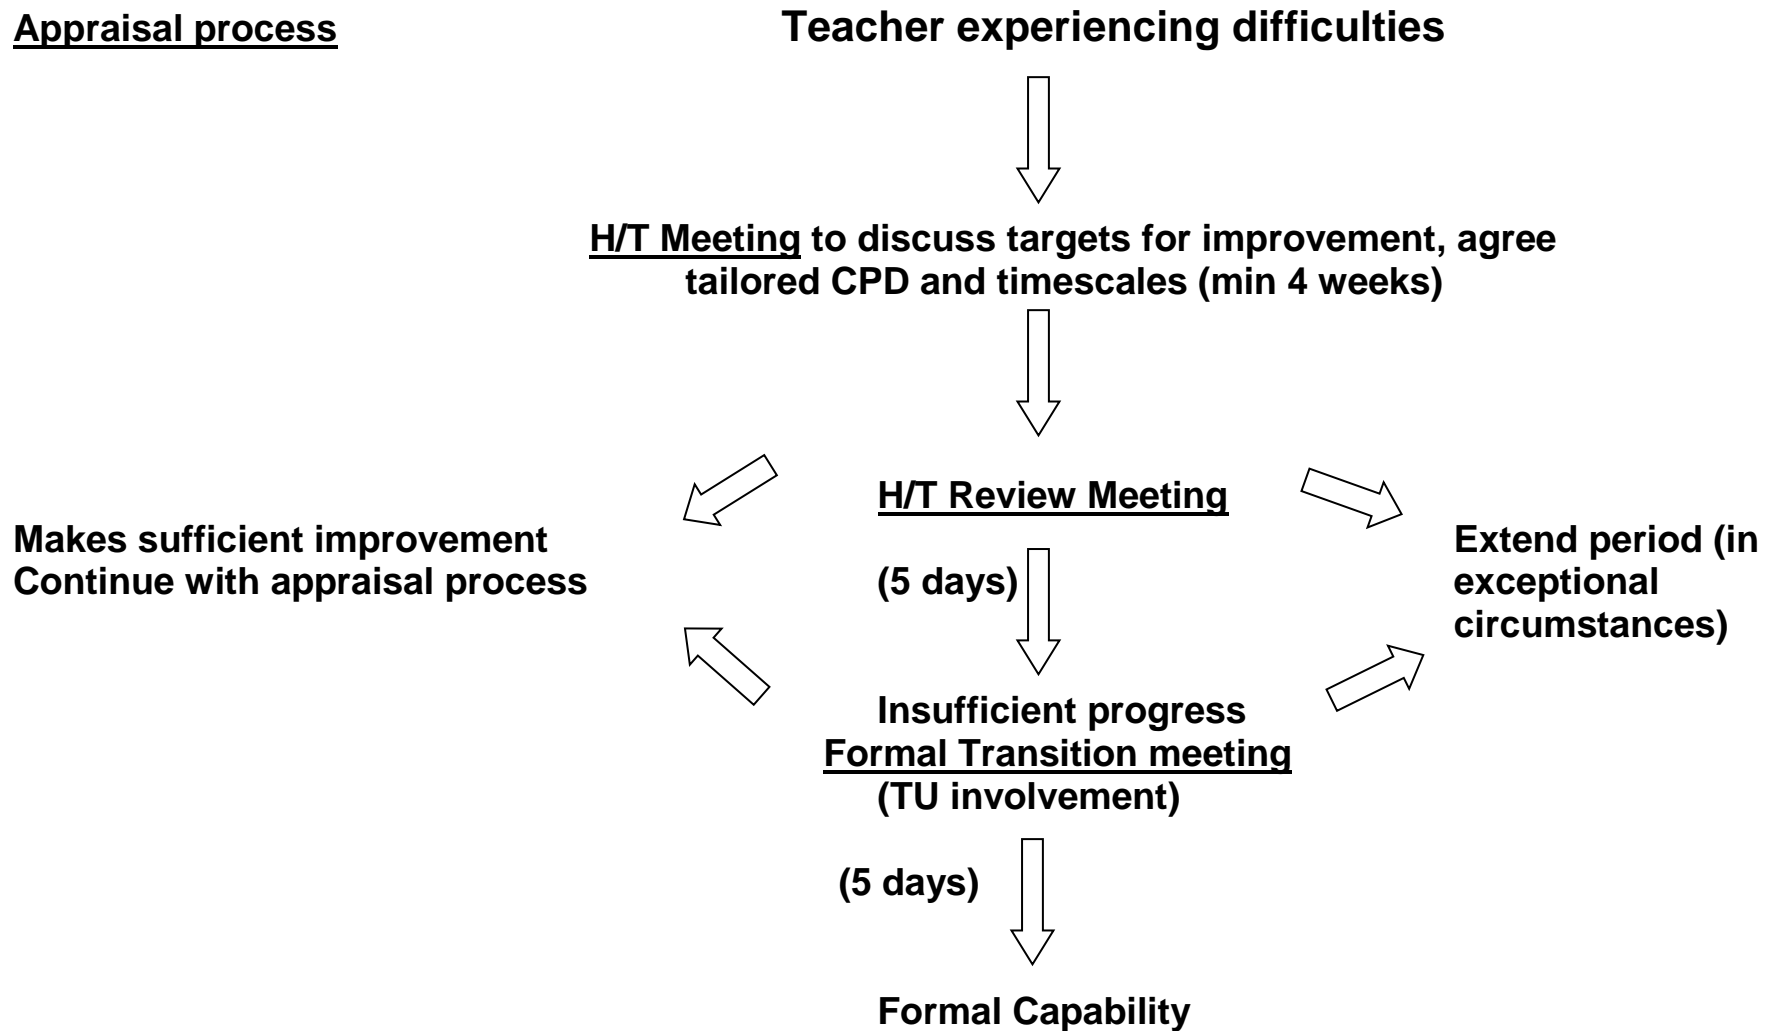 Appraisal process
Teacher experiencing difficulties
H/T Meeting to discuss targets for improvement, agree
tailored CPD and timescales (min 4 weeks)
H/T Review Meeting
Makes sufficient improvement
Continue with appraisal process
(5 days)
Extend period (in
exceptional
circumstances)
Insufficient progress
Formal Transition meeting
(TU involvement)
(5 days)
Formal Capability